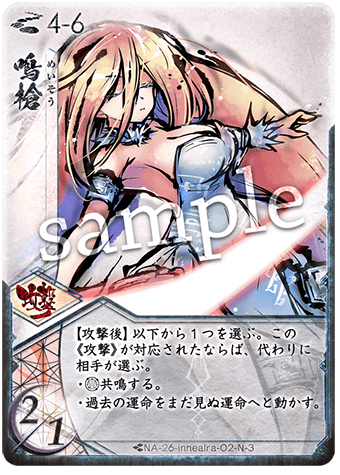 4-6
鳴槍
めいそう
sample
攻撃
【攻撃後】以下から１つを選ぶ。この
《攻撃》が対応されたならば、代わりに
相手が選ぶ。
・共鳴する。
・過去の運命をまだ見ぬ運命へと動かす。
2
1
NA-26-innealra-O2-N-3